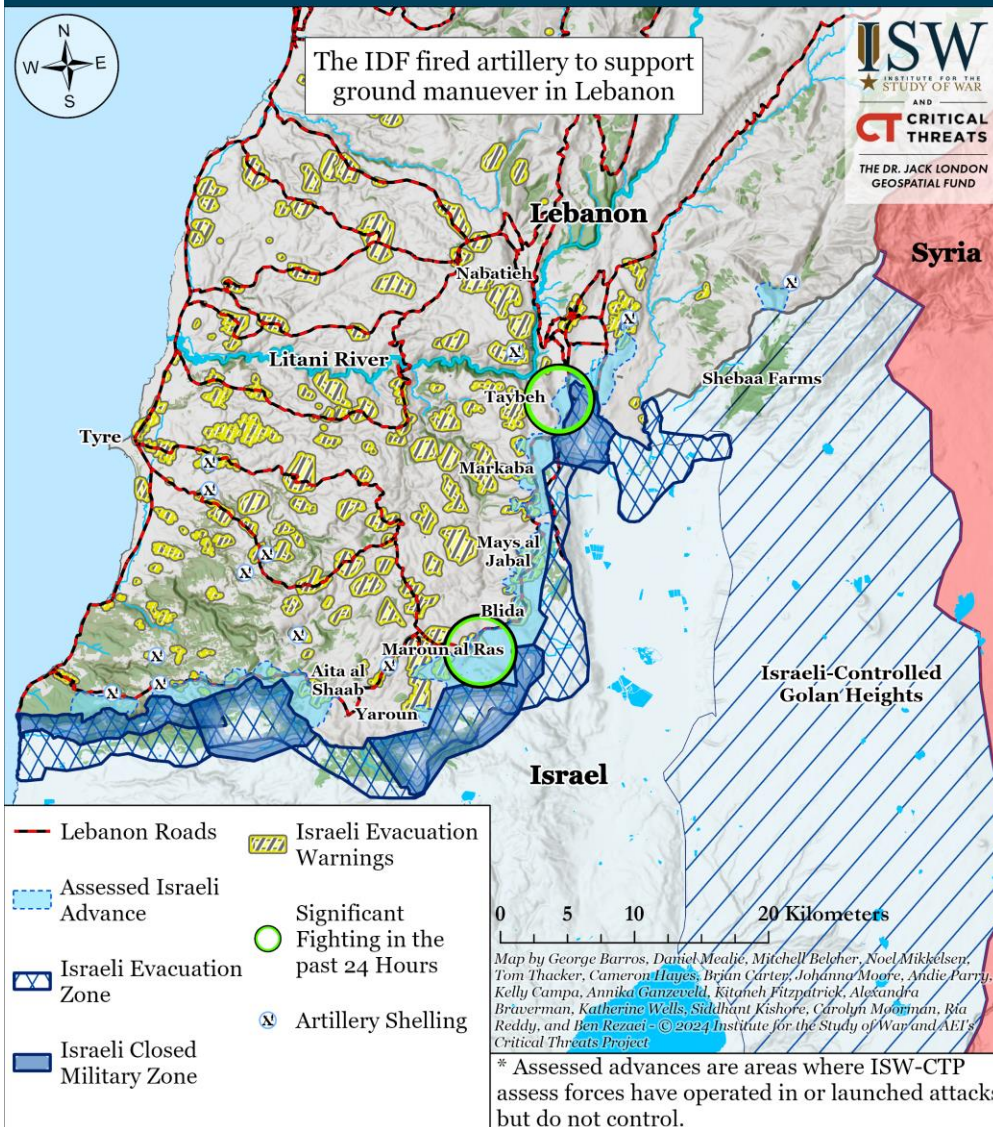 N
W
E
S
The IDF fired artillery to support
ground manuever in Lebanon
ISW
INSTITUTE FOR THE
STUDY OF WAR
AND
CT CRITICAL
THREATS
THE DR. JACK LONDON
GEOSPATIAL FUND
Lebanon
Syria
Nabatieh
Litani River
Shebaa Farms
Taybeh
Tyre
Markaba
Mays al
Jabal
Blida
Maroun al Ras
Aita al
Shaab
Yaroun
Israeli-Controlled
Golan Heights
Israel
Lebanon Roads
Assessed Israeli
Advance
Israeli Evacuation
Zone
Israeli Closed
Military Zone
Israeli Evacuation
Warnings
Significant
Fighting in the
past 24 Hours
Artillery Shelling
0 5 10 20 Kilometers
Map by George Barros, Daniel Mealie, Mitchell Belcher, Noel Mikkelsen,
Tom Thacker, Cameron Hayes, Brian Carter, Johanna Moore, Andie Parry,
Kelly Campa, Annika Ganzeveld, Kitaneh Fitzpatrick, Alexandra
Braverman, Katherine Wells, Siddhant Kishore, Carolyn Moorman, Ria
Reddy, and Ben Rezaei - © 2024 Institute for the Study of War and AEI's
Critical Threats Project
* Assessed advances are areas where ISW-CTP
assess forces have operated in or launched attacks
but do not control.